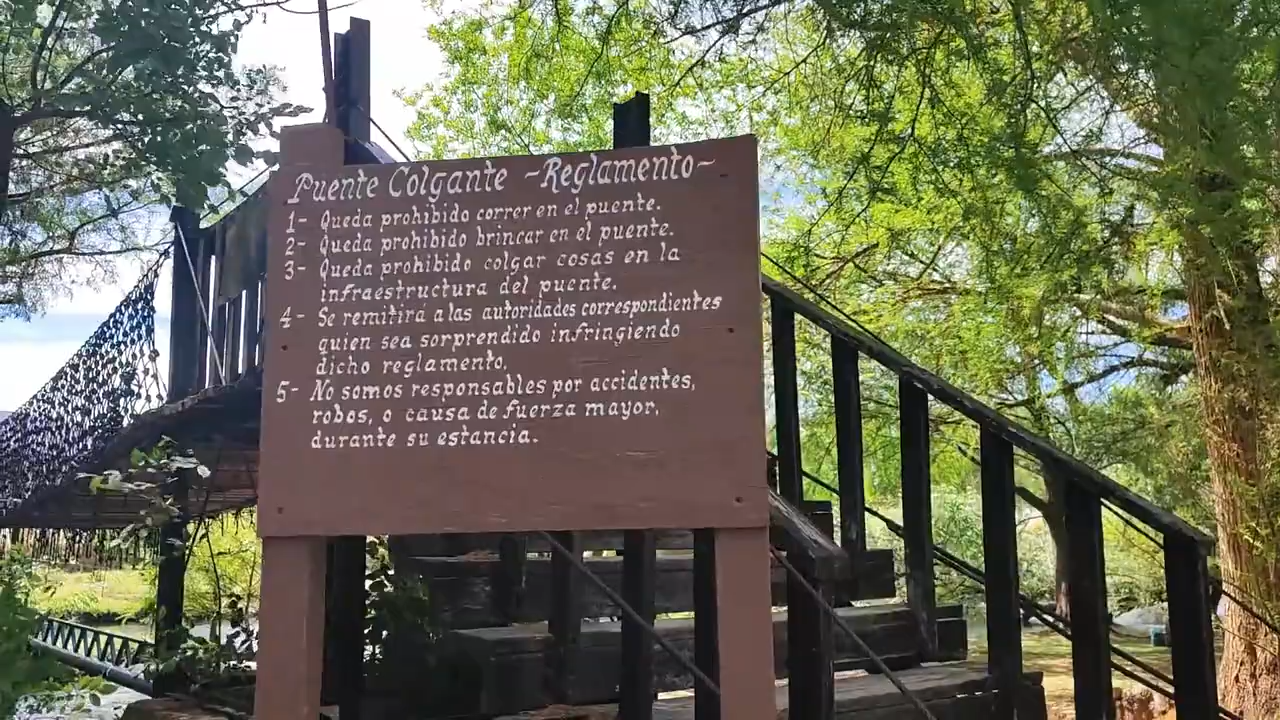 Puente Colgante ~Reglamento~
1- Queda prohibido correr en el puente.
2- Queda prohibido brincar en el puente.
3- Queda prohibido colgar cosas en la
infraestructura del puente.
4- Se remitira a las autoridades correspondientes
quien sea sorprendido infringiendo
dicho reglamento.
5- No somos responsables por accidentes,
robos, o causa de fuerza mayor,
durante su estancia.